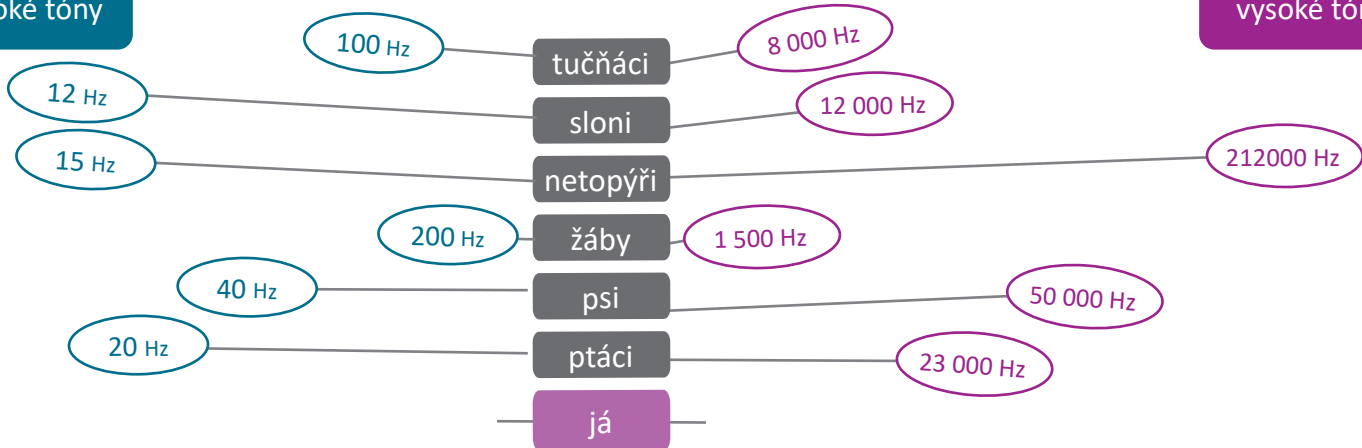 tóny
vysoké
100 Hz tučňáci 8 000 Hz
12 Hz sloni 12 000 Hz
15 Hz netopýři 212000 Hz
200 Hz žáby 1 500 Hz
40 Hz psi 50 000 Hz
20 Hz ptáci 23 000 Hz
já